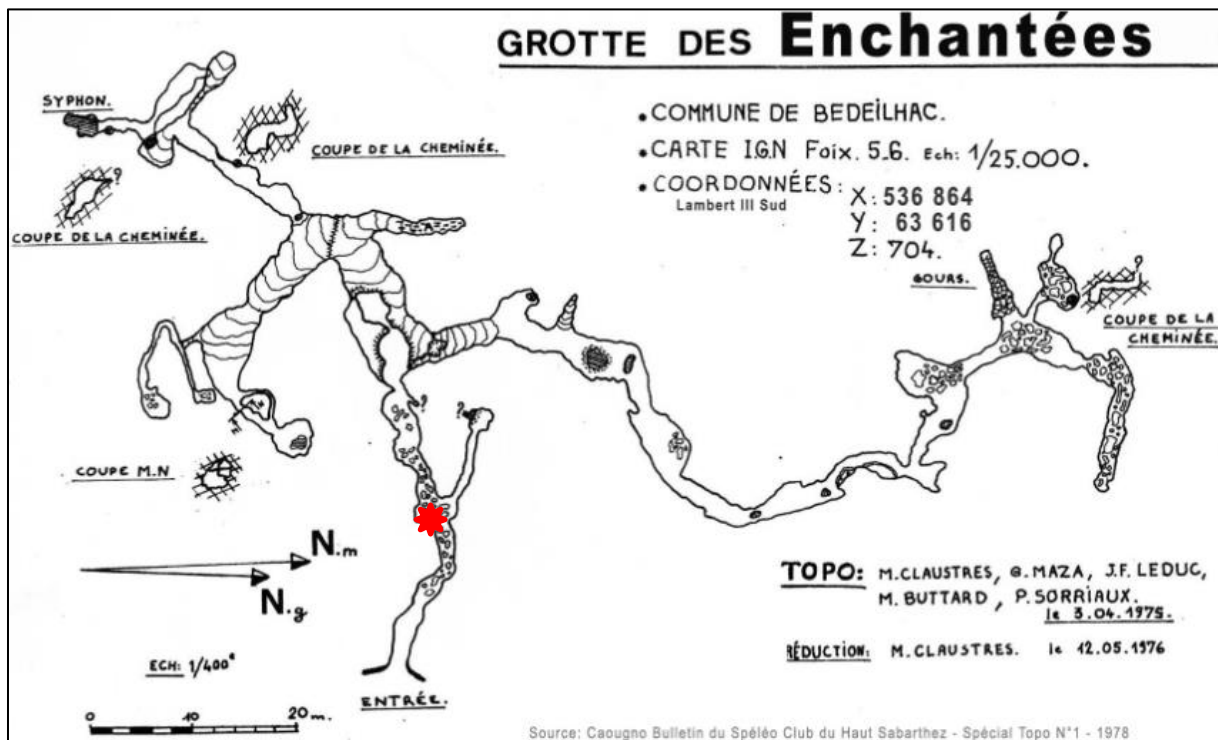 GROTTE DES Enchantées
• COMMUNE DE BEDEILHAC.
• CARTE I.G.N Foix. 5_6. Ech: 1/25.000.
• COORDONNÉES: X: 536 864
Lambert III Sud
Y: 63 616
Z: 704.
SYPHON.
COUPE DE LA CHEMINÉE.
?
COUPE DE LA CHEMINÉE.
GOURS.
?
COUPE DE LA
CHEMINÉE.
?
?
COUPE M.N
N.m
N.g
ECH: 1/400e
0 10 20 m.
ENTRÉE.
TOPO: M.CLAUSTRES, G.MAZA, J.F. LEDUC,
M. BUTTARD, P. SORRIAUX.
le 3.04.1975.
RÉDUCTION: M.CLAUSTRES. le 12.05.1976
Source: Caougno Bulletin du Spéléo Club du Haut Sabarthez - Spécial Topo N°1 - 1978